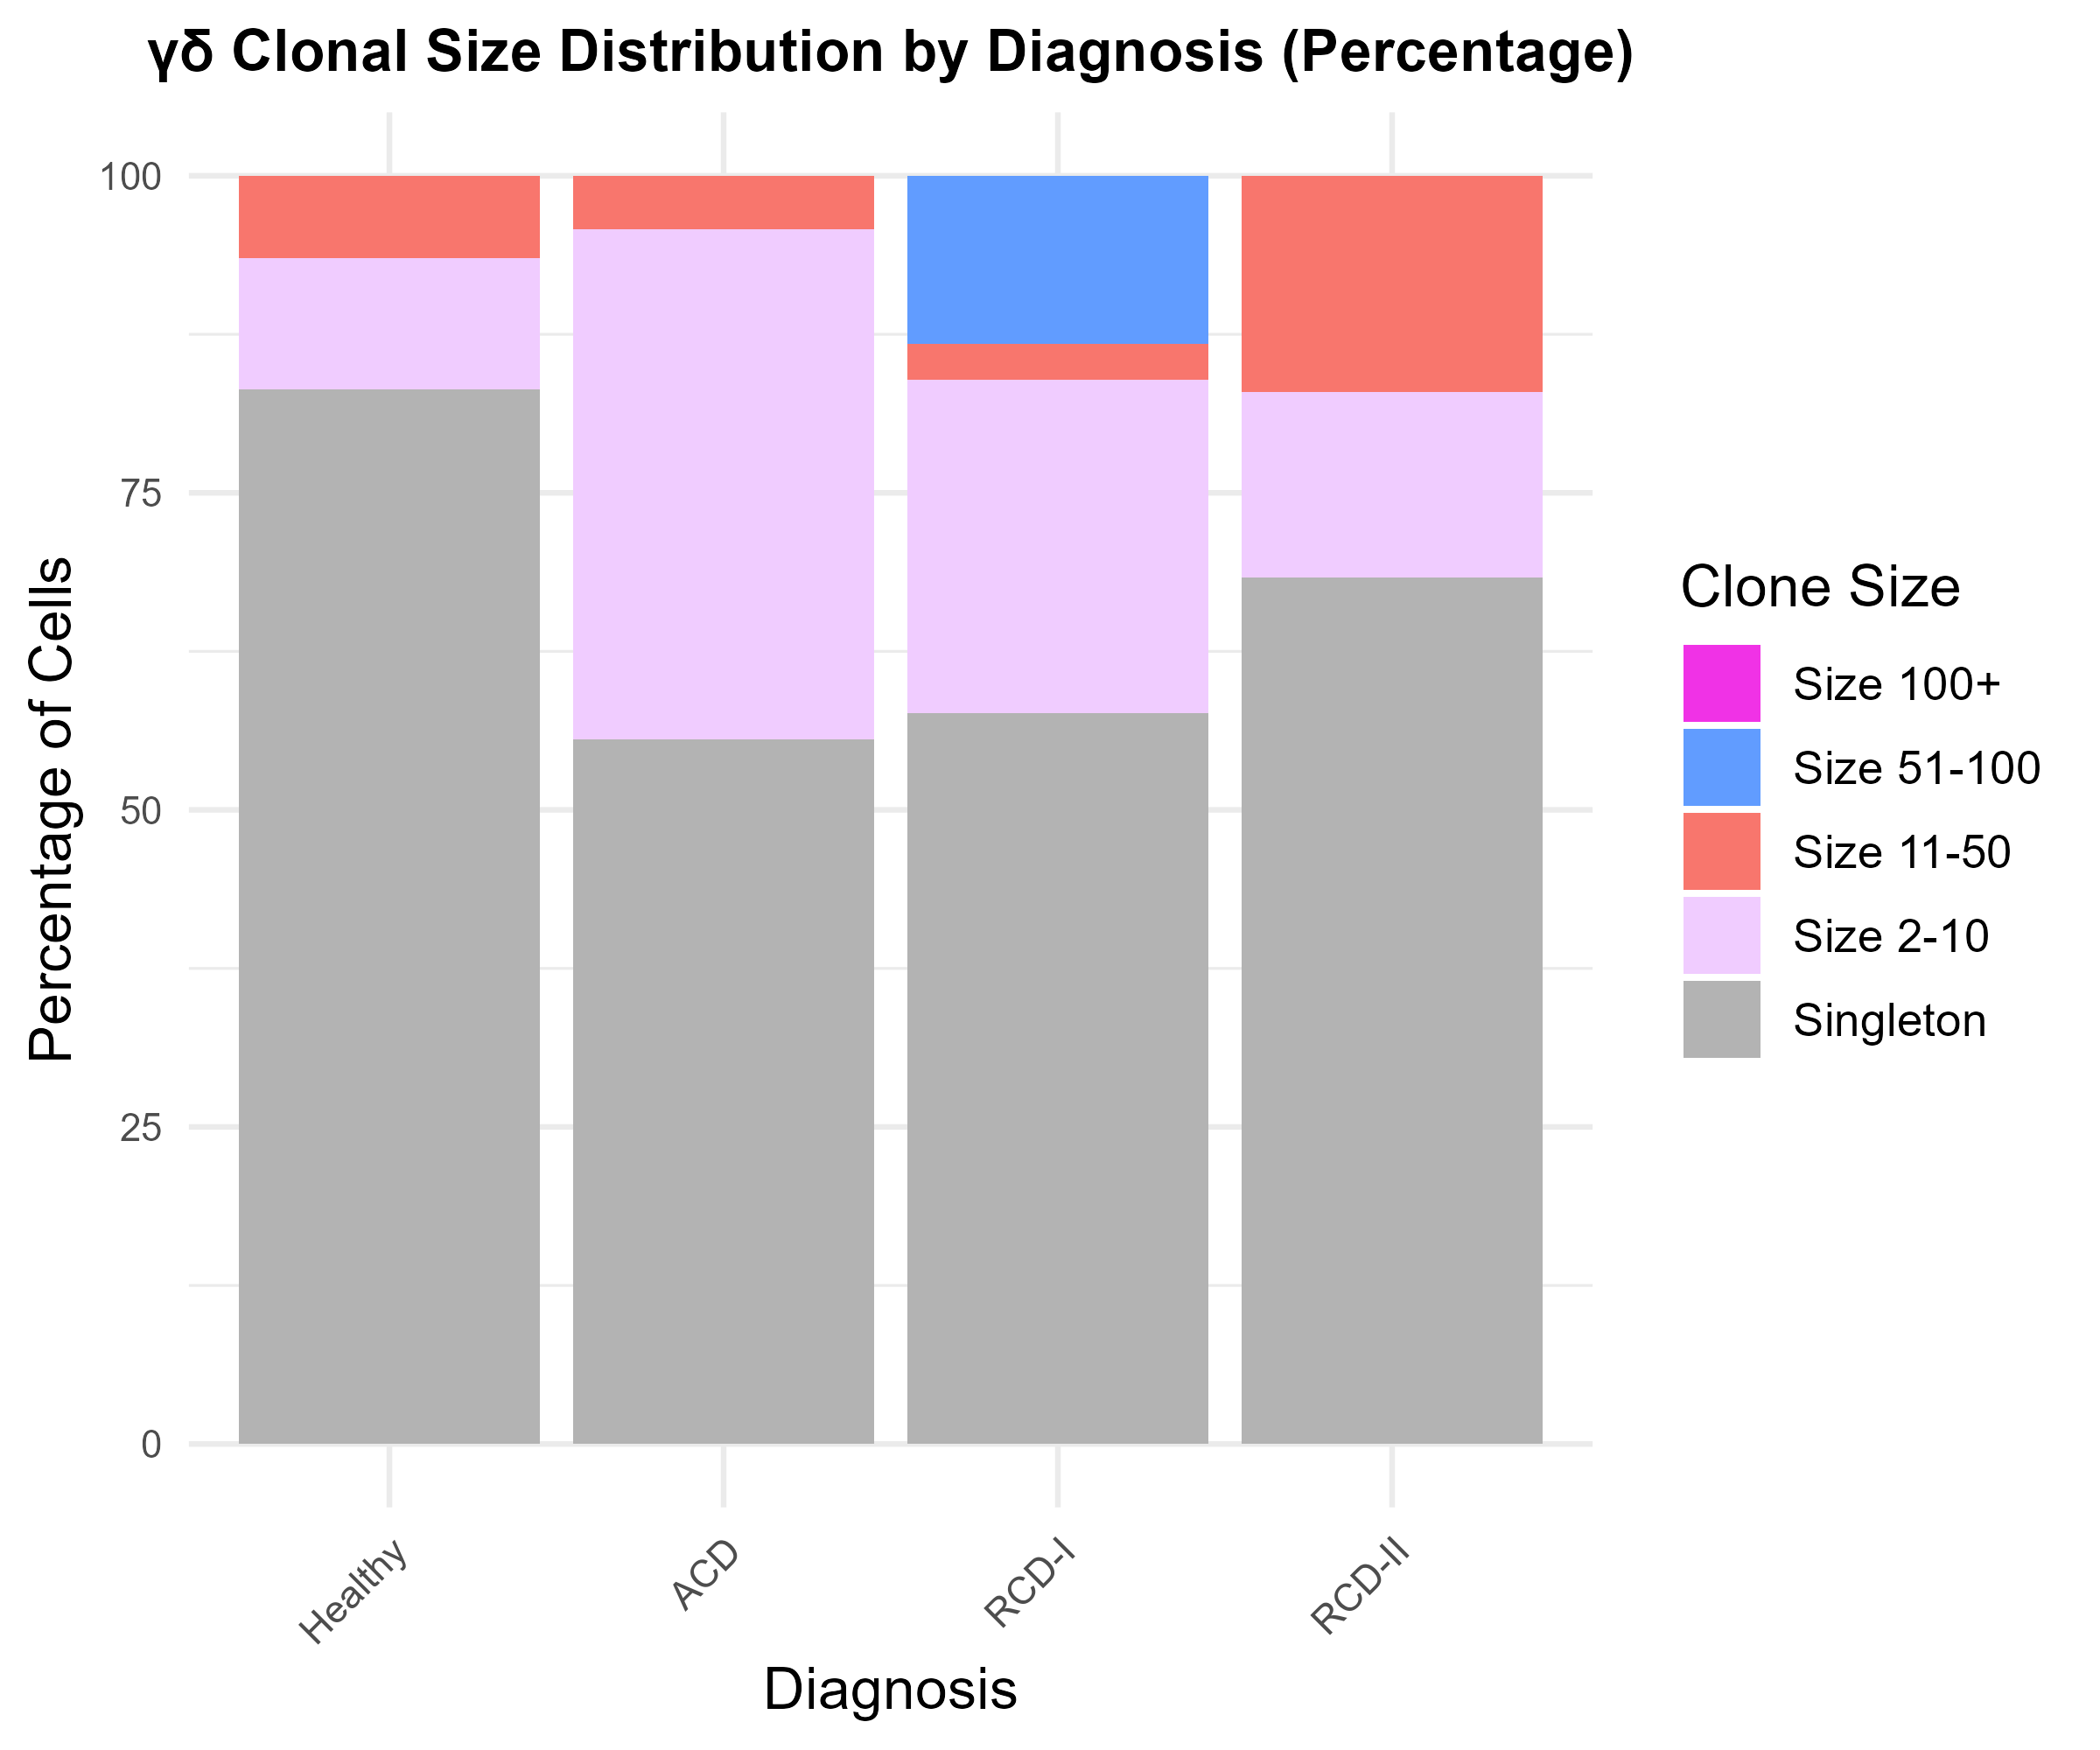 γδ Clonal Size Distribution by Diagnosis (Percentage)
100
75
50
25
0
Percentage of Cells
Healthy
ACD
RCD-I
RCD-II
Diagnosis
Clone Size
Size 100+
Size 51-100
Size 11-50
Size 2-10
Singleton